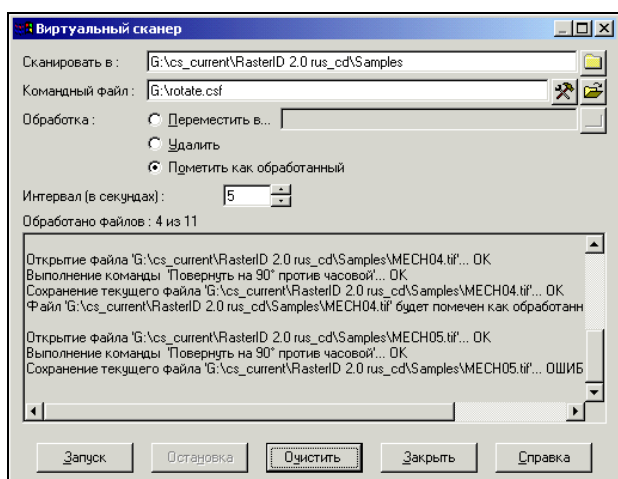 Виртуальный сканер
Сканировать в : G:\cs_current\RasterID 2.0 rus_cd\Samples
Командный файл : G:\rotate.csf
Обработка : Переместить в...
Удалить
Пометить как обработанный
Интервал (в секундах) : 5
Обработано файлов : 4 из 11
Открытие файла 'G:\cs_current\RasterID 2.0 rus_cd\Samples\MECH04.tif'... OK
Выполнение команды 'Повернуть на 90° против часовой'... OK
Сохранение текущего файла 'G:\cs_current\RasterID 2.0 rus_cd\Samples\MECH04.tif'... OK
Файл 'G:\cs_current\RasterID 2.0 rus_cd\Samples\MECH04.tif' будет помечен как обработанн
Открытие файла 'G:\cs_current\RasterID 2.0 rus_cd\Samples\MECH05.tif'... OK
Выполнение команды 'Повернуть на 90° против часовой'... OK
Сохранение текущего файла 'G:\cs_current\RasterID 2.0 rus_cd\Samples\MECH05.tif'... ОШИБ
Запуск Остановка Очистить Закрыть Справка